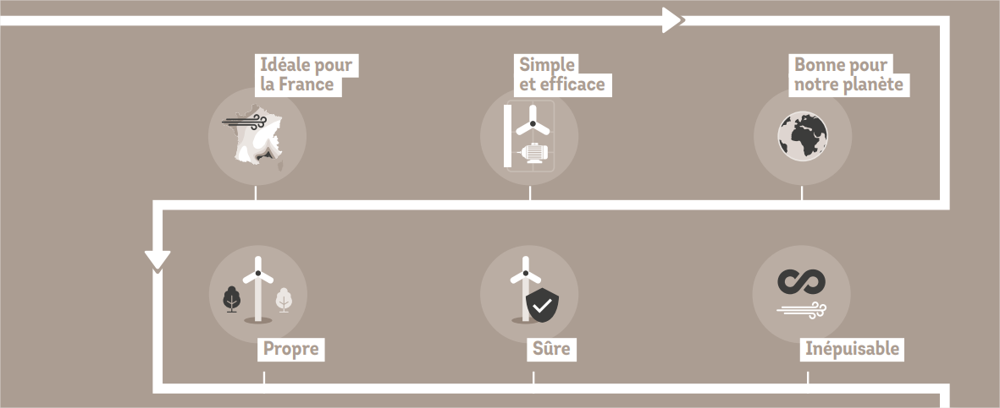 Idéale pour
la France
Simple
et efficace
Bonne pour
notre planète
Propre
Sûre
Inépuisable